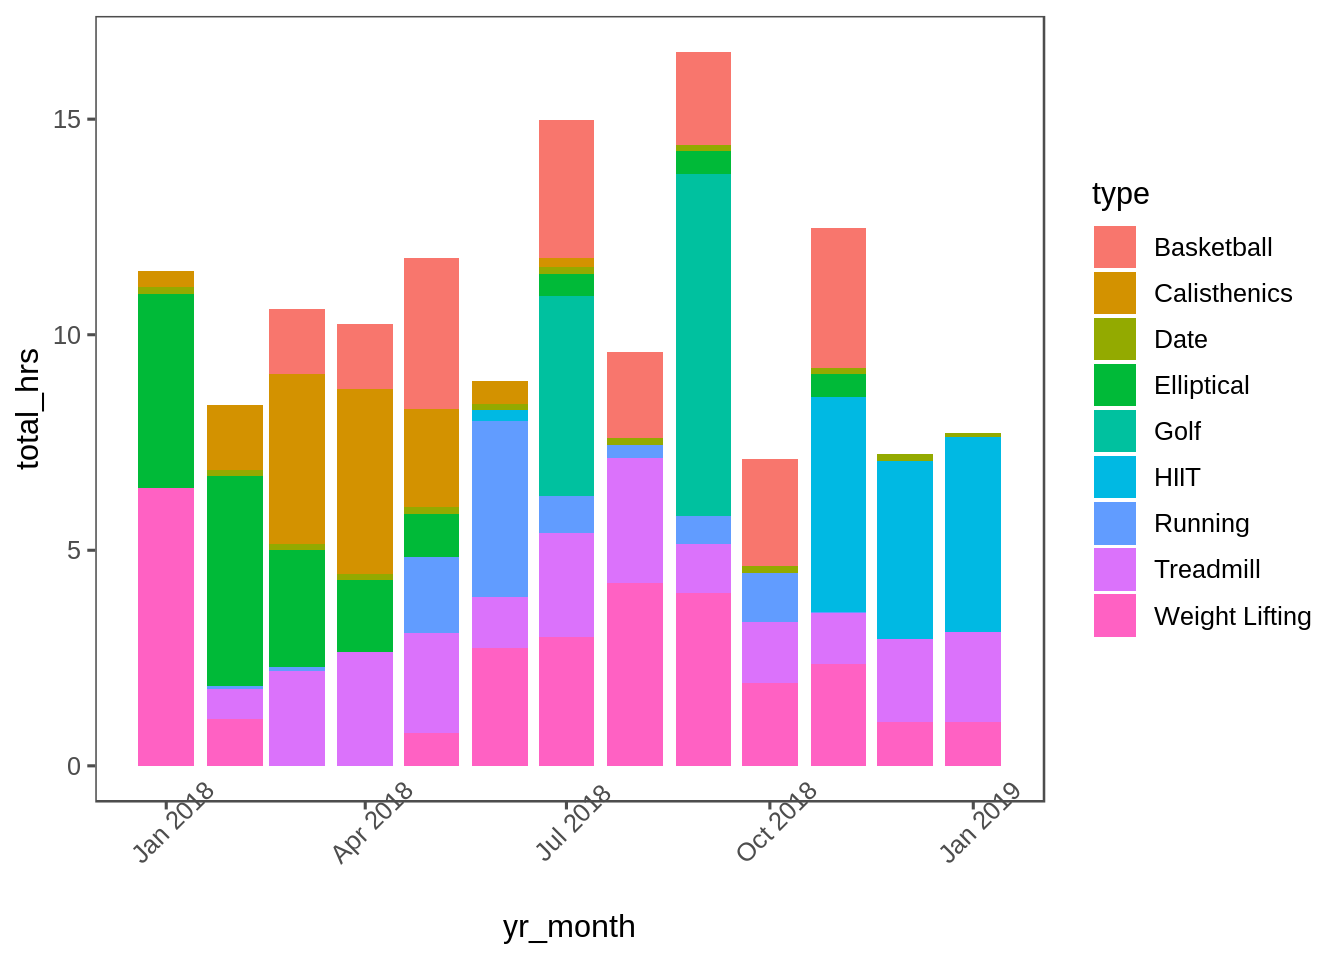 total_hrs
15
10
5
0
Jan 2018
Apr 2018
Jul 2018
Oct 2018
Jan 2019
yr_month
type
Basketball
Calisthenics
Date
Elliptical
Golf
HIIT
Running
Treadmill
Weight Lifting